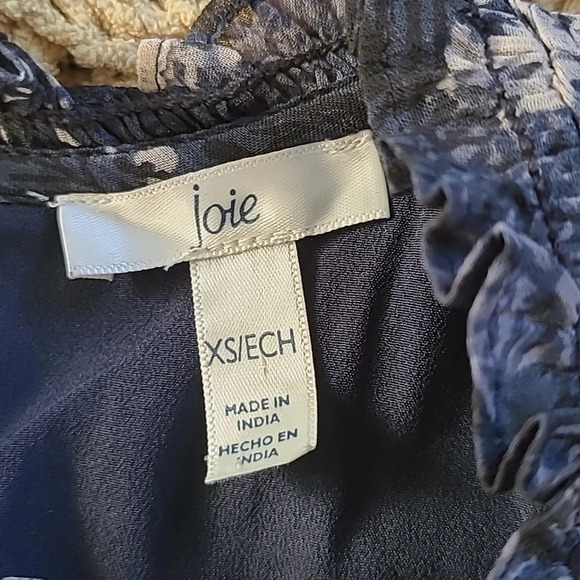 joie
XS/ECH
MADE IN
INDIA
HECHO EN
INDIA